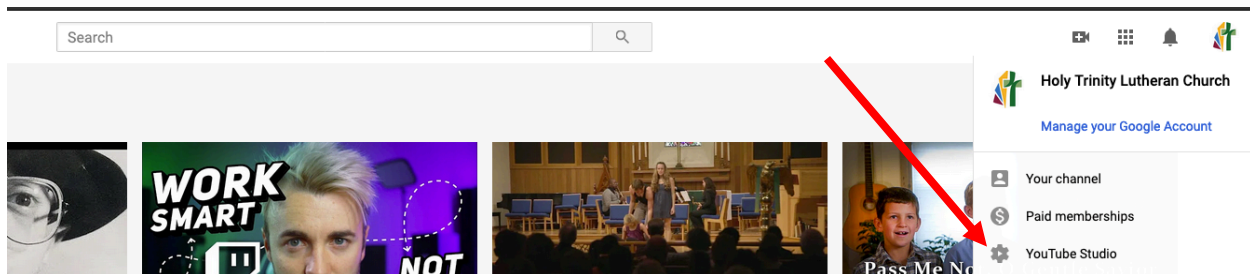 Search
Holy Trinity Lutheran Church
Manage your Google Account
WORK
SMART
NOT
Pass Me No
Your channel
Paid memberships
YouTube Studio